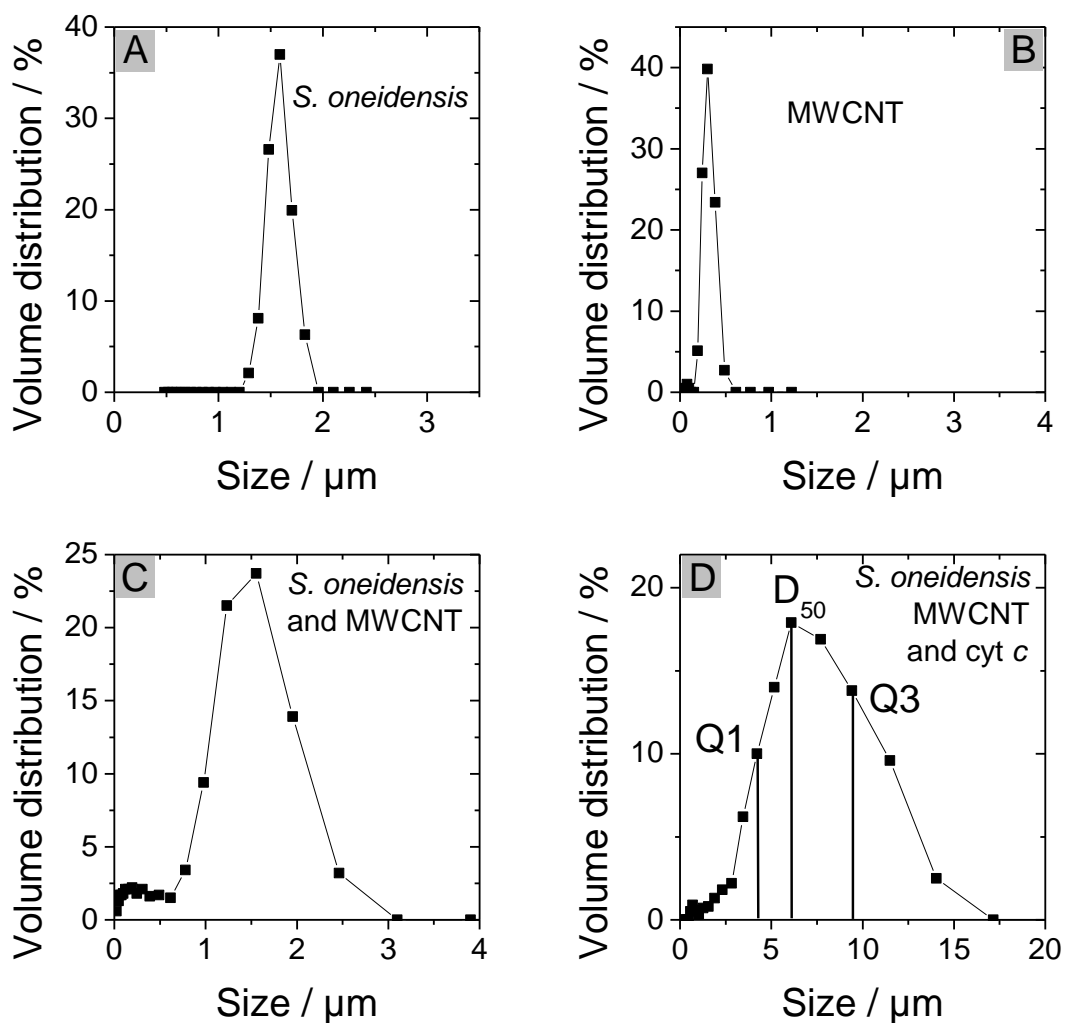 A
S. oneidensis
Volume distribution / %
40
30
20
10
0
0 1 2 3
Size / µm
B
MWCNT
Volume distribution / %
40
30
20
10
0
0 1 2 3 4
Size / µm
C
S. oneidensis
and MWCNT
Volume distribution / %
25
20
15
10
5
0
0 1 2 3 4
Size / µm
D
S. oneidensis
MWCNT
and cyt c
D50
Q1
Q3
Volume distribution / %
20
10
0
0 5 10 15 20
Size / µm